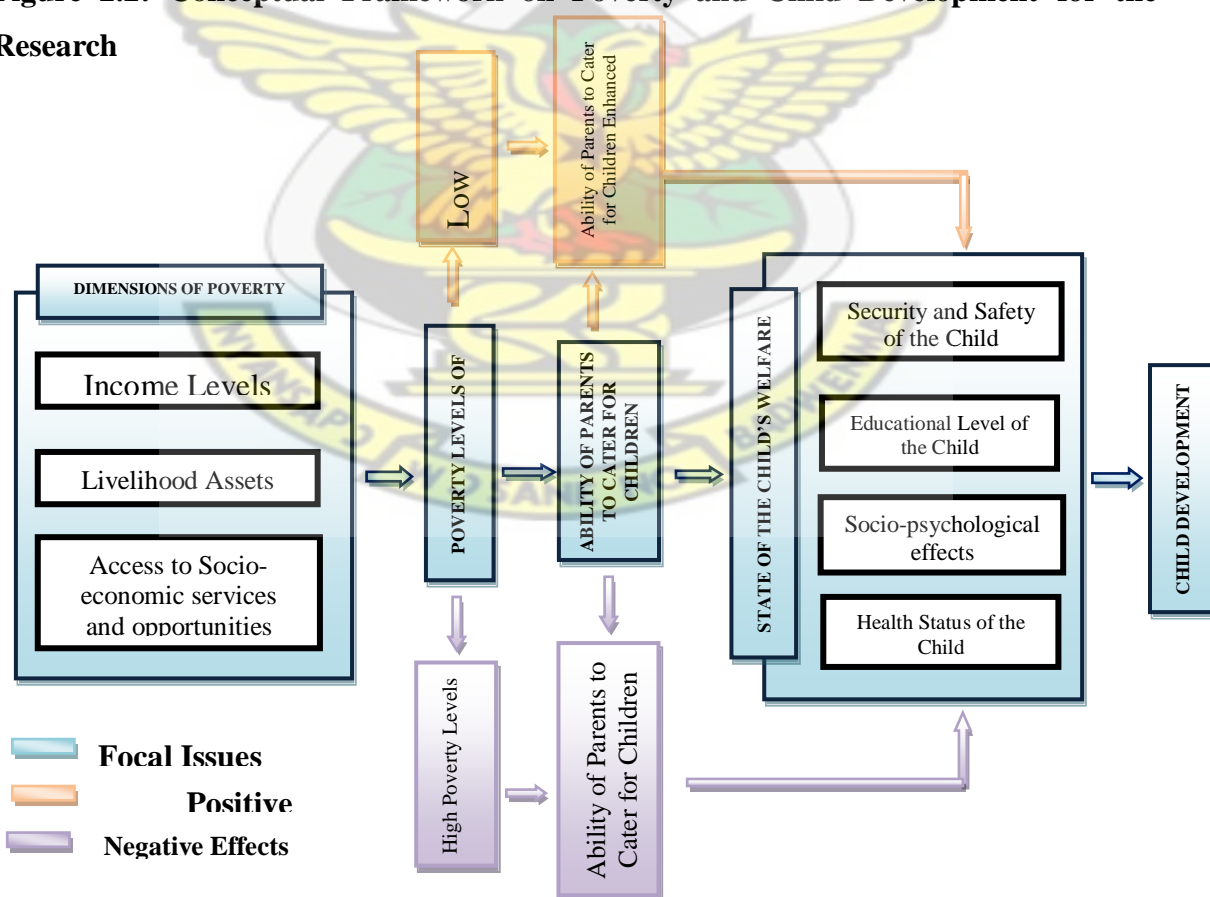 Figure 2.2: Conceptual Framework on Poverty and Child Development for the
Research
Low
Ability of Parents to Cater
for Children Enhanced
DIMENSIONS OF POVERTY
Income Levels
Livelihood Assets
Access to Socio-
economic services
and opportunities
POVERTY LEVELS OF
ABILITY OF PARENTS
TO CATER FOR
CHILDREN
STATE OF THE CHILD'S WELFARE
Security and Safety
of the Child
Educational Level of
the Child
Socio-psychological
effects
Health Status of the
Child
CHILD DEVELOPMENT
High Poverty Levels
Ability of Parents to
Cater for Children
Focal Issues
Positive
Negative Effects